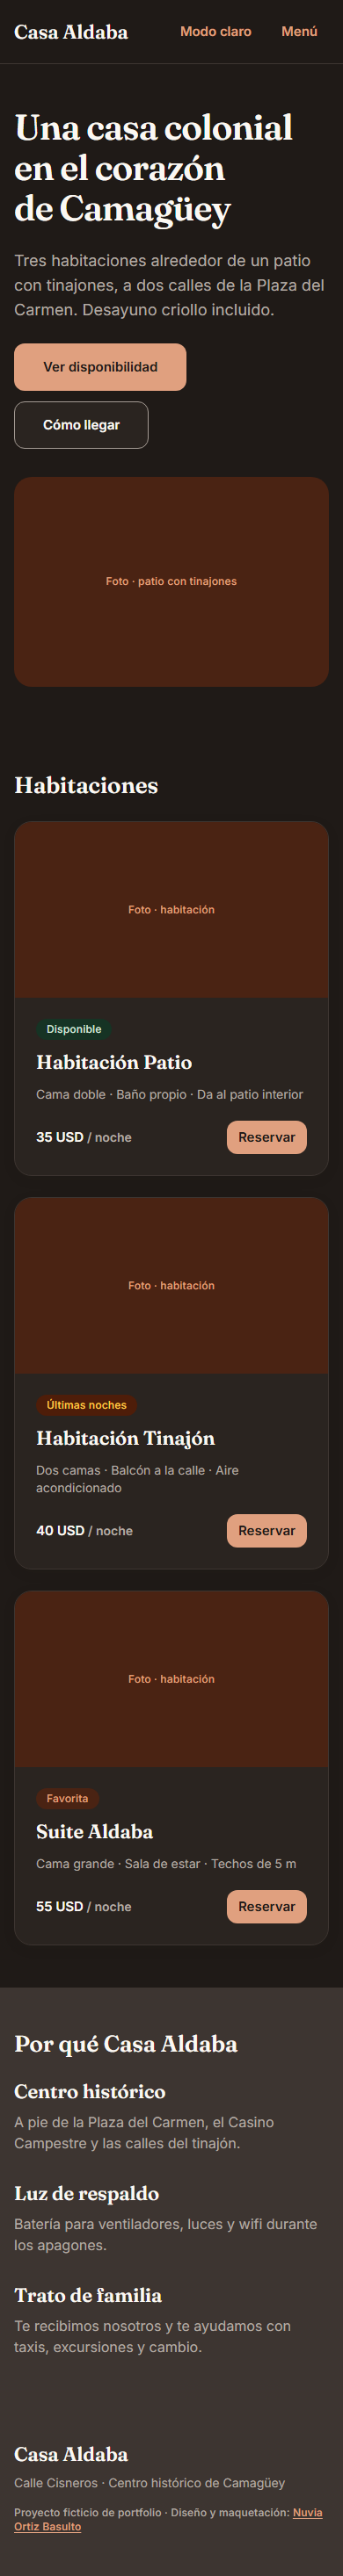 Casa Aldaba
Modo claro
Menú
Una casa colonial
en el corazón
de Camagüey
Tres habitaciones alrededor de un patio
con tinajones, a dos calles de la Plaza del
Carmen. Desayuno criollo incluido.
Ver disponibilidad
Cómo llegar
Foto · patio con tinajones
Habitaciones
Foto · habitación
Disponible
Habitación Patio
Cama doble · Baño propio · Da al patio interior
35 USD / noche
Reservar
Foto · habitación
Últimas noches
Habitación Tinajón
Dos camas · Balcón a la calle · Aire
acondicionado
40 USD / noche
Reservar
Foto · habitación
Favorita
Suite Aldaba
Cama grande · Sala de estar · Techos de 5 m
55 USD / noche
Reservar
Por qué Casa Aldaba
Centro histórico
A pie de la Plaza del Carmen, el Casino
Campestre y las calles del tinajón.
Luz de respaldo
Batería para ventiladores, luces y wifi durante
los apagones.
Trato de familia
Te recibimos nosotros y te ayudamos con
taxis, excursiones y cambio.
Casa Aldaba
Calle Cisneros · Centro histórico de Camagüey
Proyecto ficticio de portfolio · Diseño y maquetación: Nuvia
Ortiz Basulto